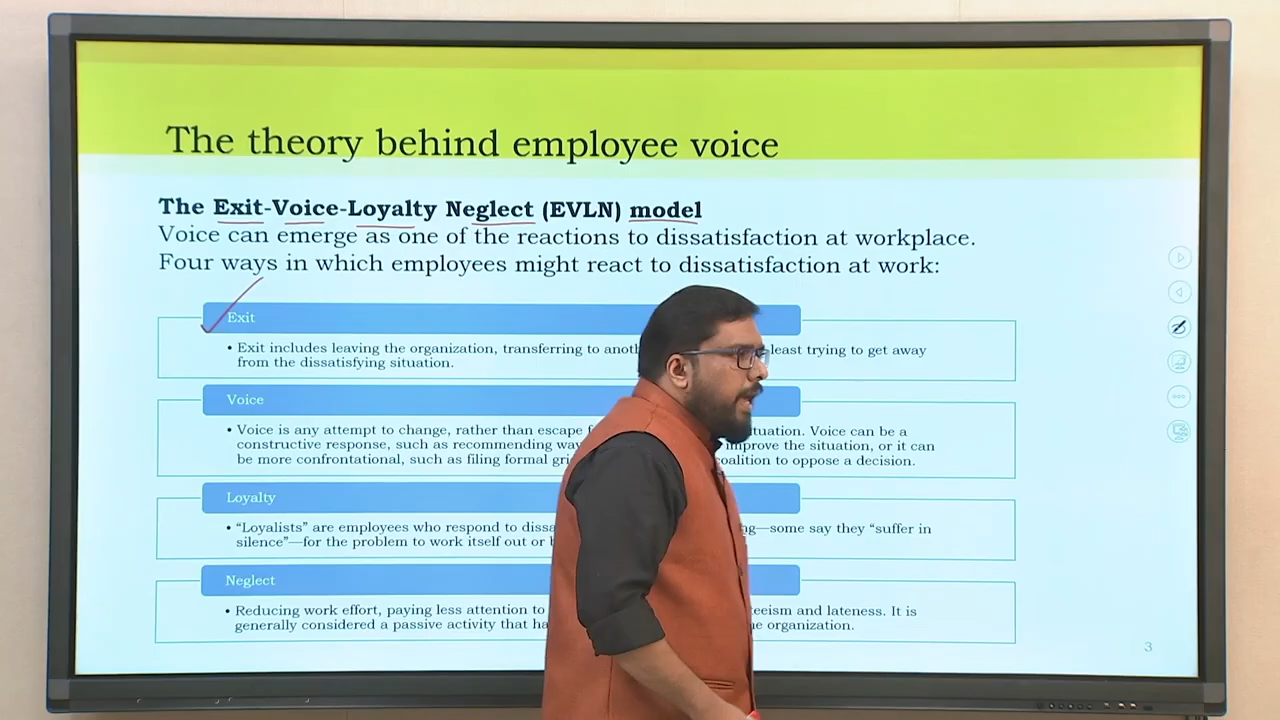 The theory behind employee voice
The Exit-Voice-Loyalty Neglect (EVLN) model
Voice can emerge as one of the reactions to dissatisfaction at workplace.
Four ways in which employees might react to dissatisfaction at work:
Exit
• Exit includes leaving the organization, transferring to least trying to get away
from the dissatisfying situation.
Voice
• Voice is any attempt to change, rather than escape Voice can be a
constructive response, such as recommending improve the situation, or it can
be more confrontational, such as filing formal coalition to oppose a decision.
Loyalty
• “Loyalists” are employees who respond to —some say they “suffer in
silence”—for the problem to work itself out or
Neglect
• Reducing work effort, paying less attention to and lateness. It is
generally considered a passive activity that organization.
3